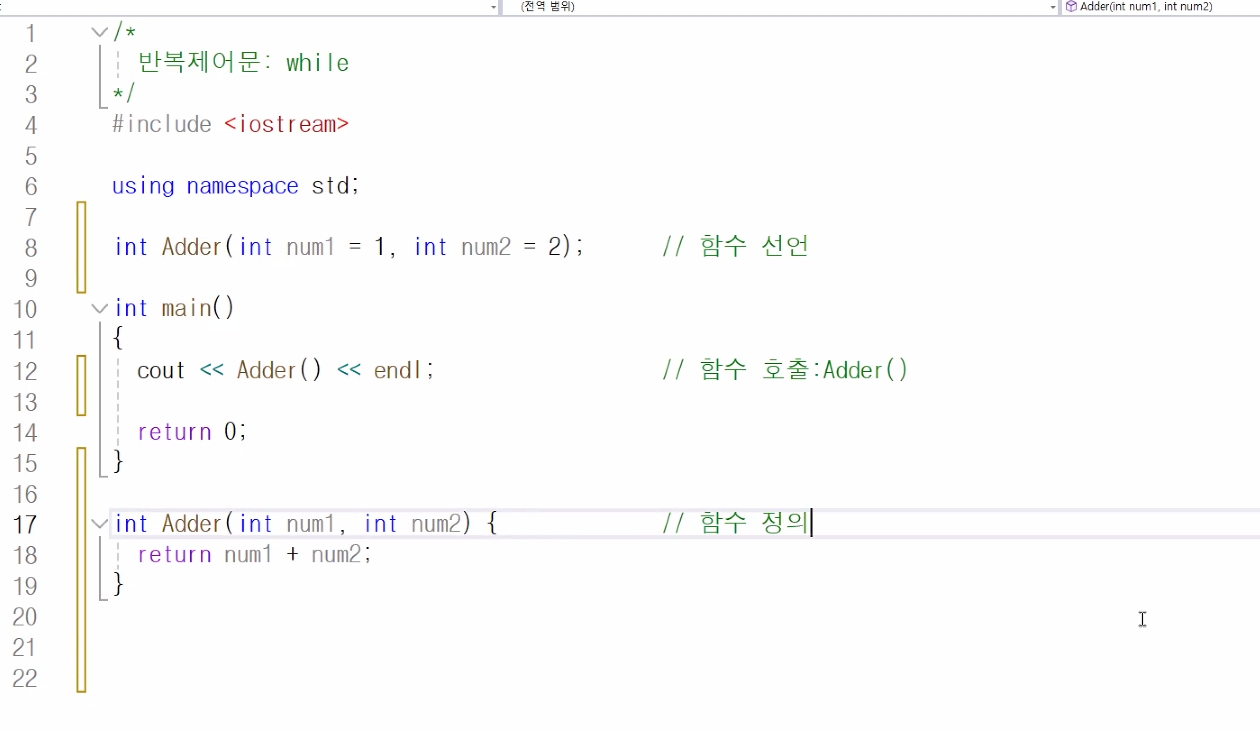 (전역 범위) Adder(int num1, int num2)
1 /*
2 반복제어문: while
3 */
4 #include <iostream>
5
6 using namespace std;
7
8 int Adder(int num1 = 1, int num2 = 2); // 함수 선언
9
10 int main()
11 {
12 cout << Adder() << endl; // 함수 호출:Adder()
13
14 return 0;
15 }
16
17 int Adder(int num1, int num2) { // 함수 정의
18 return num1 + num2;
19 }
20
21
22